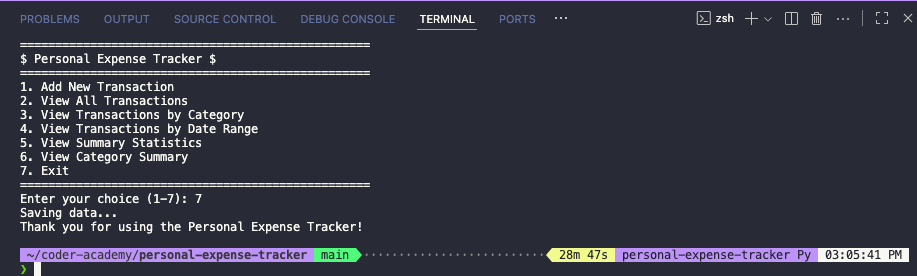 PROBLEMS OUTPUT SOURCE CONTROL DEBUG CONSOLE TERMINAL PORTS ··· zsh ···
==================================================
$ Personal Expense Tracker $
==================================================
1. Add New Transaction
2. View All Transactions
3. View Transactions by Category
4. View Transactions by Date Range
5. View Summary Statistics
6. View Category Summary
7. Exit
==================================================
Enter your choice (1-7): 7
Saving data...
Thank you for using the Personal Expense Tracker!
~/coder-academy/personal-expense-tracker main 28m 47s personal-expense-tracker Py 03:05:41 PM
❯